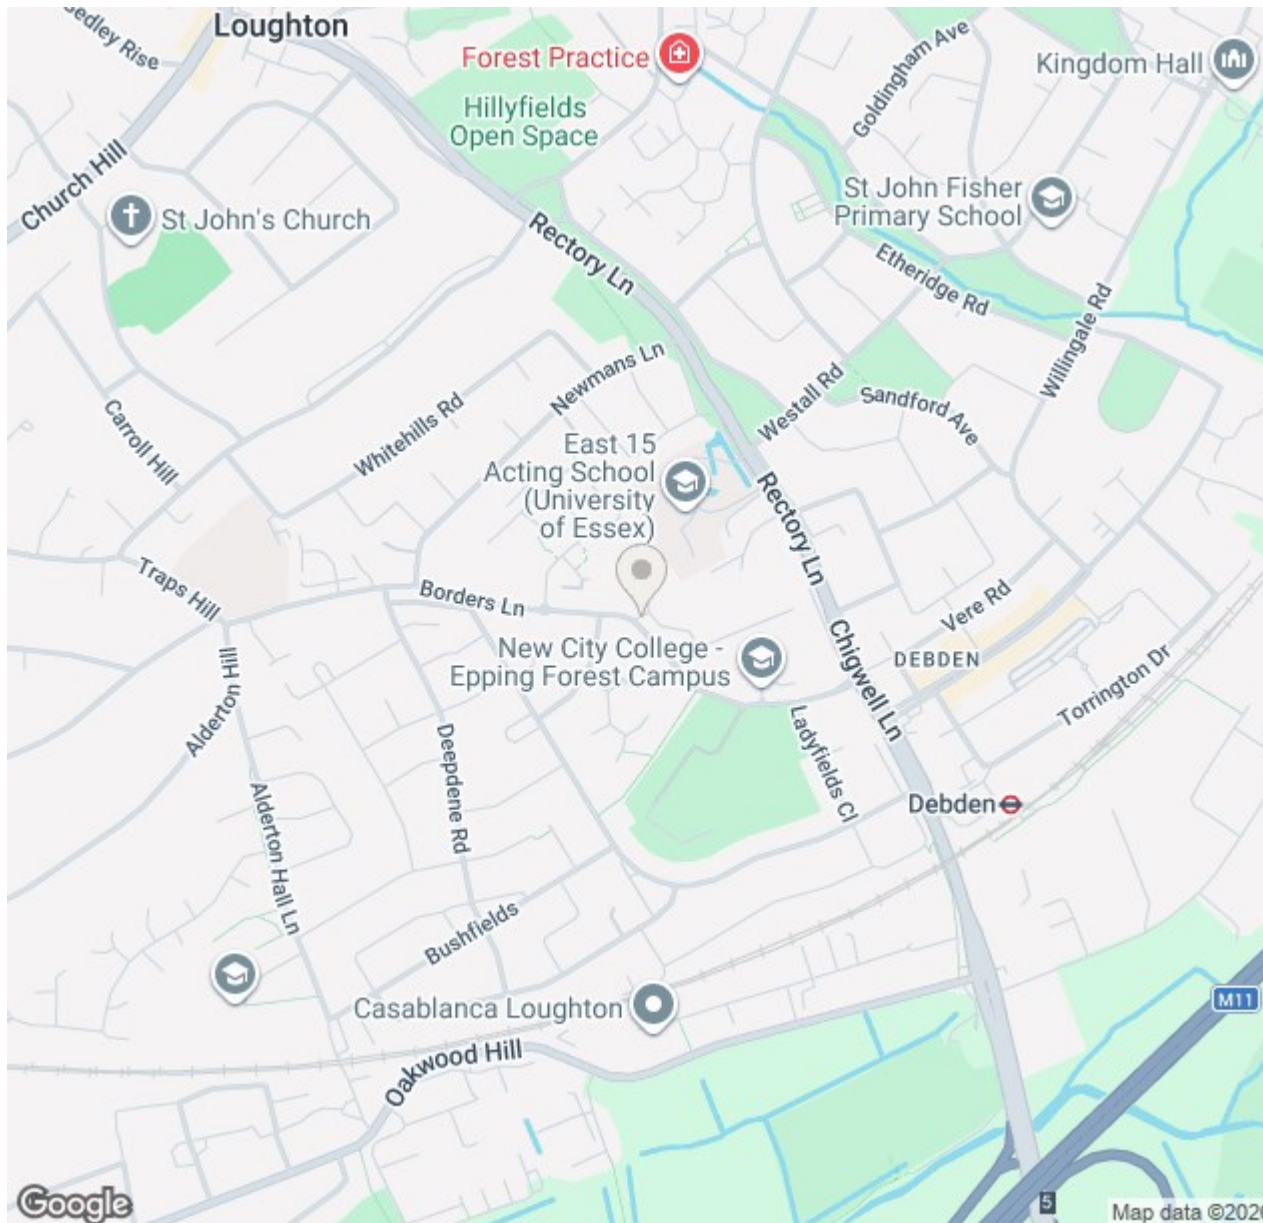 Loughton
edley Rise
Forest Practice
Goldingham Ave
Kingdom Hall
Hillyfields
Open Space
Church Hill
St John's Church
St John Fisher
Primary School
Rectory Ln
Etheridge Rd
Willingale Rd
Newmans Ln
Westall Rd
Sandford Ave
Carroll Hill
Whitehills Rd
East 15
Acting School
(University
of Essex)
Rectory Ln
Traps Hill
Borders Ln
Vere Rd
Chigwell Ln
New City College -
Epping Forest Campus
DEBDEN
Torrington Dr
Alderton Hill
Deepdene Rd
Ladyfields Cl
Alderton Hall Ln
Debden
Bushfields
Casablanca Loughton
M11
Oakwood Hill
5
Google
Map data ©202